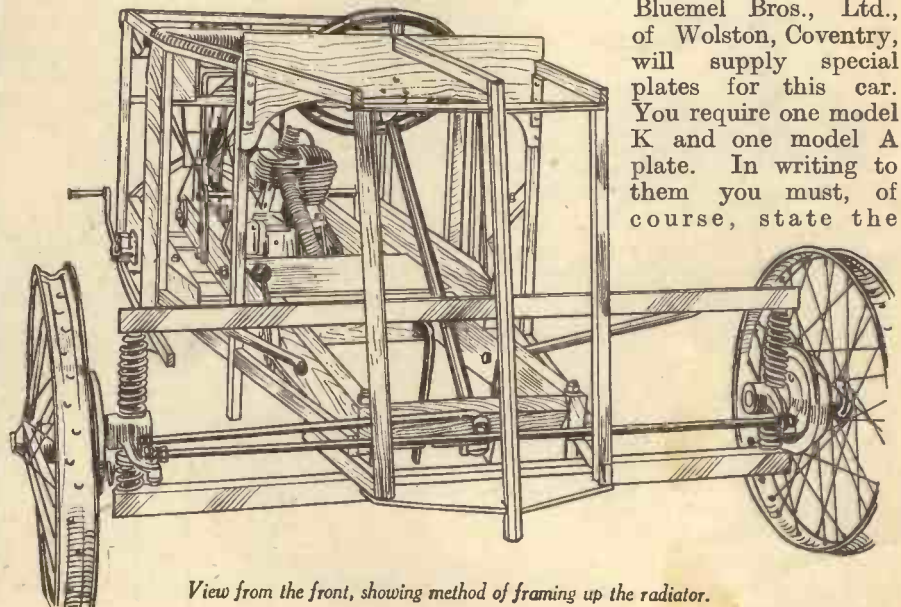 Bluemel Bros., Ltd.,
of Wolston, Coventry,
will supply special
plates for this car.
You require one model
K and one model A
plate. In writing to
them you must, of
course, state the
View from the front, showing method of framing up the radiator.